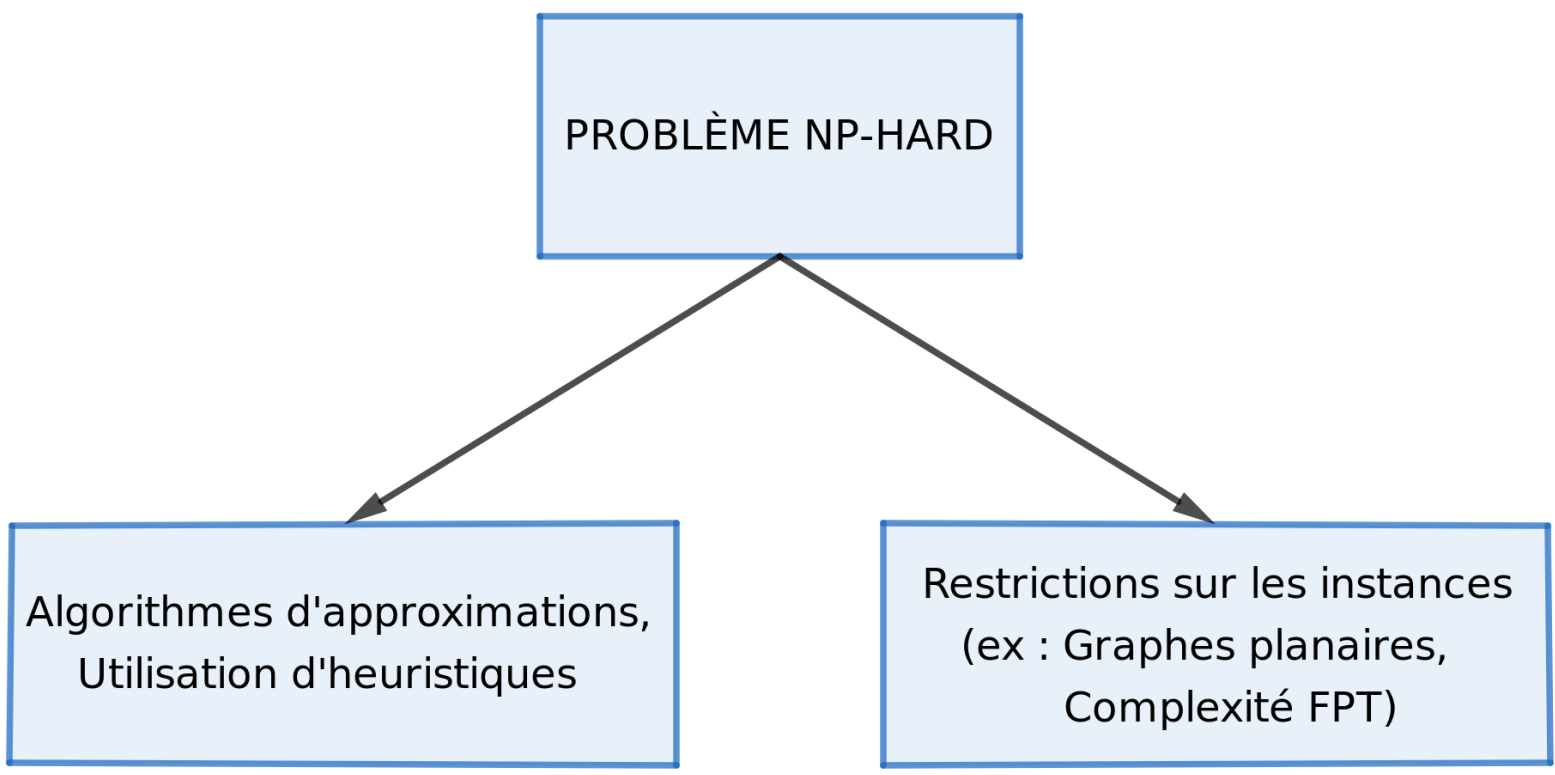 PROBLÈME NP-HARD
Algorithmes d'approximations,
Utilisation d'heuristiques
Restrictions sur les instances
(ex : Graphes planaires,
Complexité FPT)